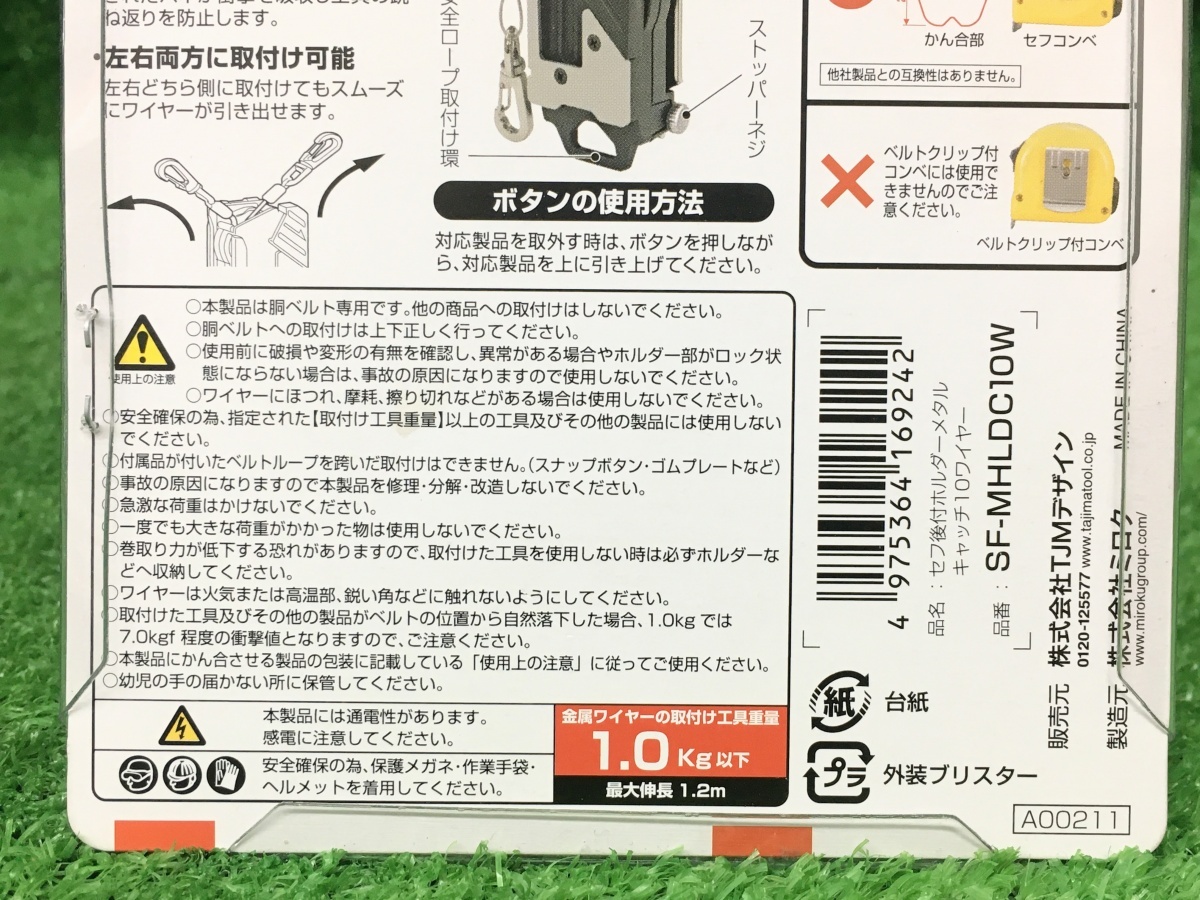 ね返りを防止します。
・左右両方に取付け可能
左右どちら側に取付けてもスムーズ
にワイヤーが引き出せます。
安全ロープ取付け環
ストッパーネジ
ボタンの使用方法
対応製品を取外す時は、ボタンを押しなが
ら、対応製品を上に引き上げてください。
かん合部
セフコンベ
他社製品との互換性はありません。
ベルトクリップ付
コンベには使用で
きませんのでご注
意ください。
ベルトクリップ付コンベ
使用上の注意
○本製品は胴ベルト専用です。他の商品への取付けはしないでください。
○胴ベルトへの取付けは上下正しく行ってください。
○使用前に破損や変形の有無を確認し、異常がある場合やホルダー部がロック状
態にならない場合は、事故の原因になりますので使用しないでください。
○ワイヤーにほつれ、摩耗、擦り切れなどがある場合は使用しないでください。
○安全確保の為、指定された【取付け工具重量】以上の工具及びその他の製品には使用しない
でください。
○付属品が付いたベルトループを跨いだ取付けはできません。(スナップボタン・ゴムプレートなど)
○事故の原因になりますので本製品を修理・分解・改造しないでください。
○急激な荷重はかけないでください。
○一度でも大きな荷重がかかった物は使用しないでください。
○巻取り力が低下する恐れがありますので、取付けた工具を使用しない時は必ずホルダーな
どへ収納してください。
○ワイヤーは火気または高温部、鋭い角などに触れないようにしてください。
○取付けた工具及びその他の製品がベルトの位置から自然落下した場合、1.0kgでは
7.0kgf 程度の衝撃値となりますので、ご注意ください。
○本製品にかん合させる製品の包装に記載している「使用上の注意」に従ってご使用ください。
○幼児の手の届かない所に保管してください。
本製品には通電性があります。
感電に注意してください。
安全確保の為、保護メガネ・作業手袋・
ヘルメットを着用してください。
金属ワイヤーの取付け工具重量
1.0 Kg 以下
最大伸長 1.2m
4 975364 169242
品名：セフ後付ホルダーメタル
キャッチ10ワイヤー
品番：SF-MHLDC10W
販売元 株式会社TJMデザイン
0120-125577 www.tajimatool.co.jp
製造元 株式会社ミロク
www.mirokugroup.com/
MADE IN CHINA
紙 台紙
プラ 外装ブリスター
A00211